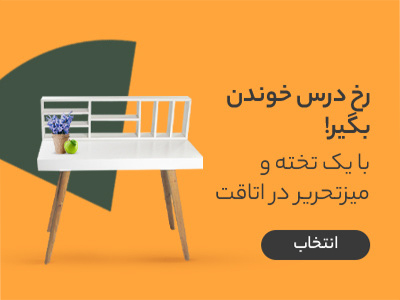 رخ درس خوندن
بگیر!
با یک تخته و
میزتحریر در اتاقت
انتخاب